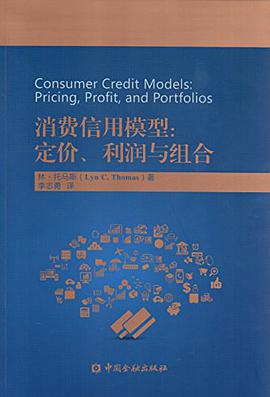 Consumer Credit Models:
Pricing, Profit, and Portfolios
消费信用模型:
定价、利润与组合
林·托马斯（Lyn C. Thomas）著
李志勇 译
中国金融出版社